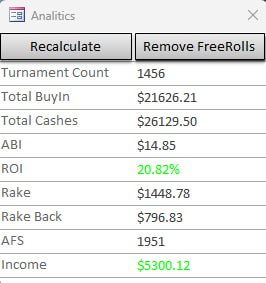 Analitics
Recalculate Remove FreeRolls
Turnament Count 1456
Total BuyIn $21626.21
Total Cashes $26129.50
ABI $14.85
ROI 20.82%
Rake $1448.78
Rake Back $796.83
AFS 1951
Income $5300.12